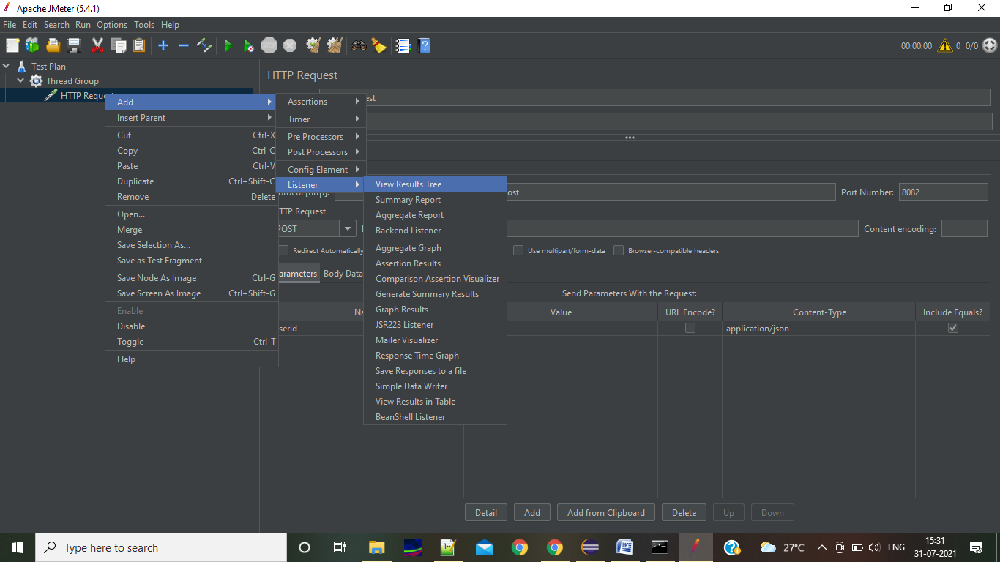 Apache JMeter (5.4.1)
File Edit Search Run Options Tools Help
00:00:00 0 0/0
Test Plan
Thread Group
HTTP Request
HTTP Reques
Add
Insert Parent
Cut Ctrl-X
Copy Ctrl-C
Paste Ctrl-V
Duplicate Ctrl+Shift-C
Remove Delete
Open...
Merge
Save Selection As...
Save as Test Fragment
Save Node As Image Ctrl-G
Save Screen As Image Ctrl+Shift-G
Enable
Disable
Toggle Ctrl-T
Help
Assertions
Timer
Pre Processors
Post Processors
Config Element
Listener
View Results Tree
Summary Report
Aggregate Report
Backend Listener
Aggregate Graph
Assertion Results
Comparison Assertion Visualizer
Generate Summary Results
Graph Results
JSR223 Listener
Mailer Visualizer
Response Time Graph
Save Responses to a file
Simple Data Writer
View Results in Table
BeanShell Listener
est
otocol [http]: ost Port Number: 8082
TTP Request
POST Content encoding:
Redirect Automatically Use multipart/form-data Browser-compatible headers
arameters Body Data
Send Parameters With the Request:
Na Value URL Encode? Content-Type Include Equals?
serId application/json
Detail Add Add from Clipboard Delete Up Down
Type here to search
27°C ENG 15:31
31-07-2021